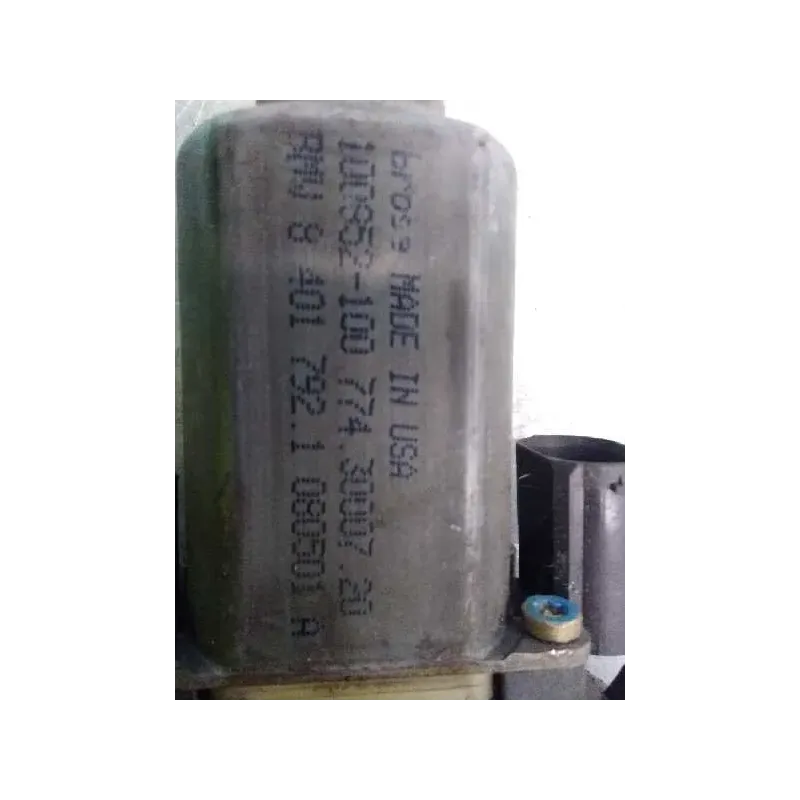 brose MADE IN USA
100852-100 774.30007.20
BMW 8 401 792.1 080501 A